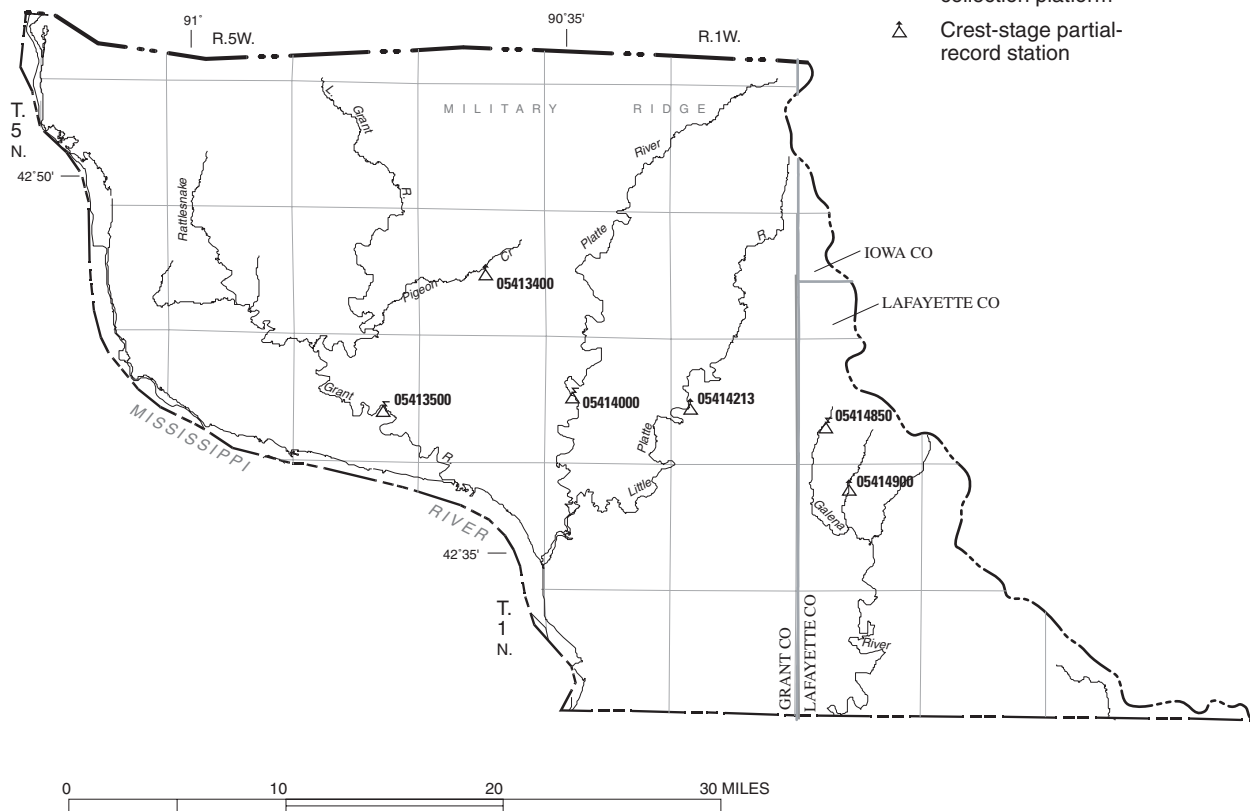 collection platform
Crest-stage partial-
record station
91°
90°35'
R.5W.
R.1W.
T.
5
N.
42°50'
MILITARY RIDGE
L.
Grant
R.
River
Platte
Rattlesnake
Pigeon
Cr
05413400
R.
IOWA CO
LAFAYETTE CO
Grant
R.
05413500
05414000
05414213
Platte
Little
05414850
05414900
Galena
River
MISSISSIPPI
RIVER
42°35'
T.
1
N.
GRANT CO
LAFAYETTE CO
0
10
20
30 MILES